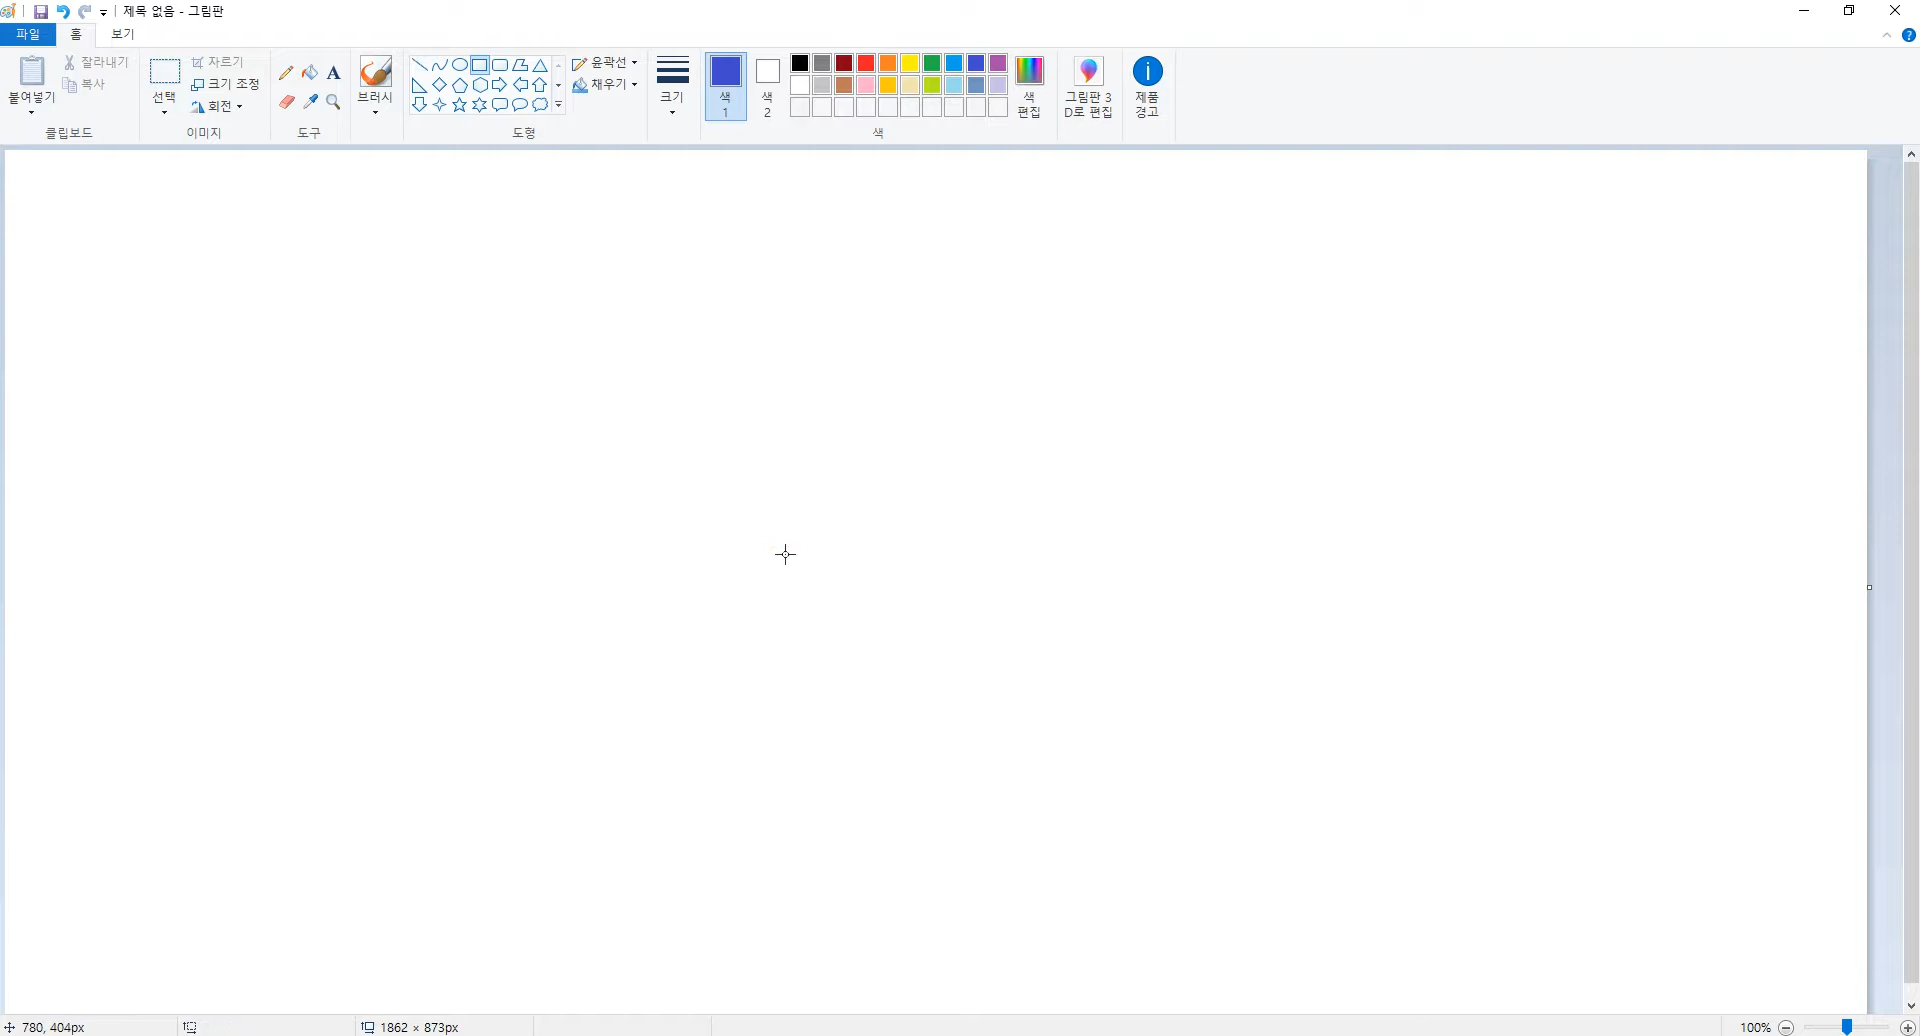 제목 없음 - 그림판
파일 홈 보기
붙여넣기
잘라내기
복사
클립보드
선택
자르기
크기 조정
회전
이미지
A
도구
브러시
윤곽선
채우기
도형
크기
색
1
색
2
색
편집
색
그림판 3
D로 편집
제품
경고
780, 404px
1862 × 873px
100%